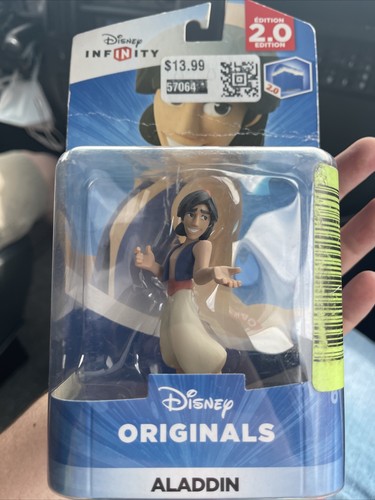 Disney
INFINITY
ÉDITION
2.0
EDITION
$13.99
57064
2.0
Disney
ORIGINALS
ALADDIN